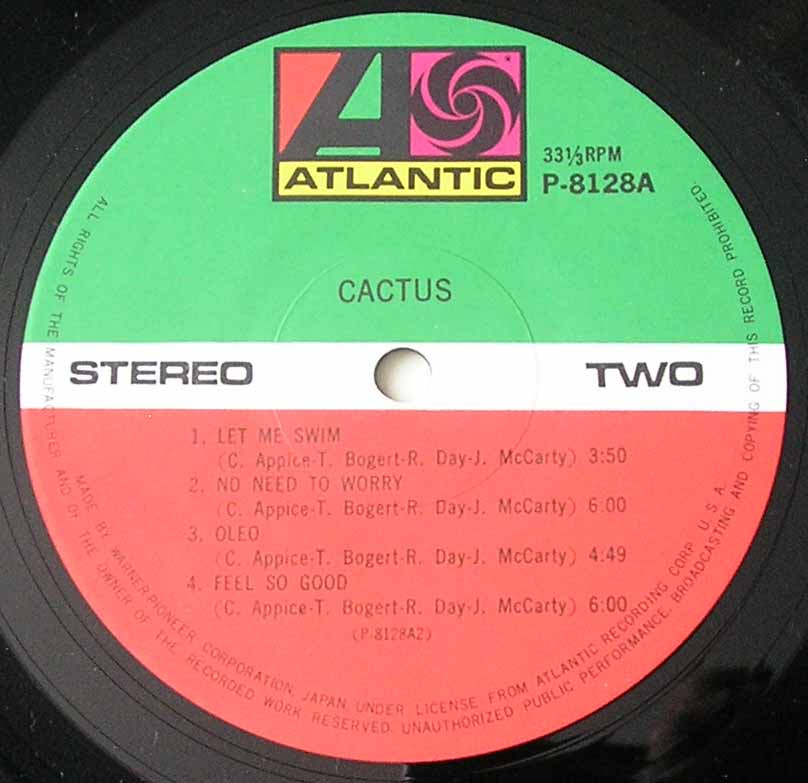 ATLANTIC
33⅓RPM
P-8128A
CACTUS
STEREO
TWO
1. LET ME SWIM
(C. Appice-T. Bogert-R. Day-J. McCarty) 3:50
2. NO NEED TO WORRY
(C. Appice-T. Bogert-R. Day-J. McCarty) 6:00
3. OLEO
(C. Appice-T. Bogert-R. Day-J. McCarty) 4:49
4. FEEL SO GOOD
(C. Appice-T. Bogert-R. Day-J. McCarty) 6:00
(P-8128A2)
MADE BY WARNER-PIONEER CORPORATION, JAPAN, UNDER LICENSE FROM ATLANTIC RECORDING CORP. U.S.A.
ALL RIGHTS OF THE MANUFACTURER AND OF THE OWNER OF THE RECORDED WORK RESERVED. UNAUTHORIZED PUBLIC PERFORMANCE, BROADCASTING AND COPYING OF THIS RECORD PROHIBITED.